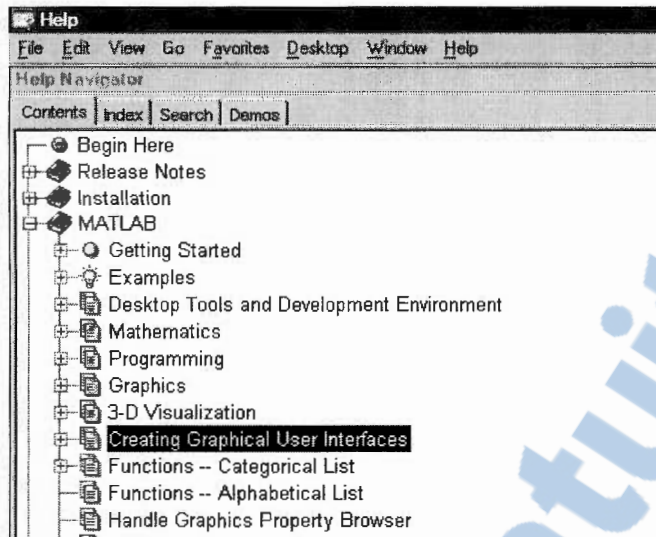 Help
File Edit View Go Favorites Desktop Window Help
Help Navigator
Contents Index Search Demos
Begin Here
Release Notes
Installation
MATLAB
Getting Started
Examples
Desktop Tools and Development Environment
Mathematics
Programming
Graphics
3-D Visualization
Creating Graphical User Interfaces
Functions -- Categorical List
Functions -- Alphabetical List
Handle Graphics Property Browser